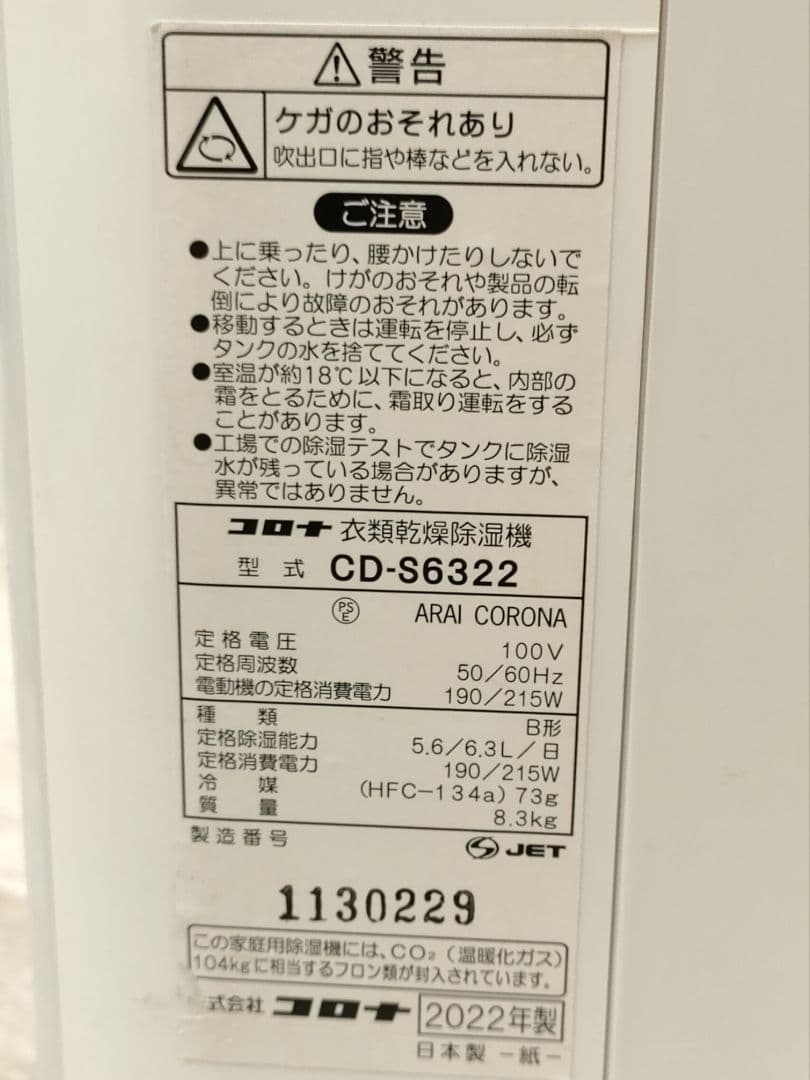 警告
ケガのおそれあり
吹出口に指や棒などを入れない。
ご注意
●上に乗ったり、腰かけたりしないで
ください。けがのおそれや製品の転
倒により故障のおそれがあります。
●移動するときは運転を停止し、必ず
タンクの水を捨ててください。
●室温が約18℃以下になると、内部の
霜をとるために、霜取り運転をする
ことがあります。
●工場での除湿テストでタンクに除湿
水が残っている場合がありますが、
異常ではありません。
コロナ 衣類乾燥除湿機
型式 CD-S6322
PSE ARAI CORONA
定格電圧 100V
定格周波数 50/60Hz
電動機の定格消費電力 190/215W
種類 B形
定格除湿能力 5.6/6.3L/日
定格消費電力 190/215W
冷媒 (HFC-134a) 73g
質量 8.3kg
製造番号 JET
1130229
この家庭用除湿機には、CO₂(温暖化ガス)
104kgに相当するフロン類が封入されています。
式会社 コロナ 2022年製
日本製 -紙-